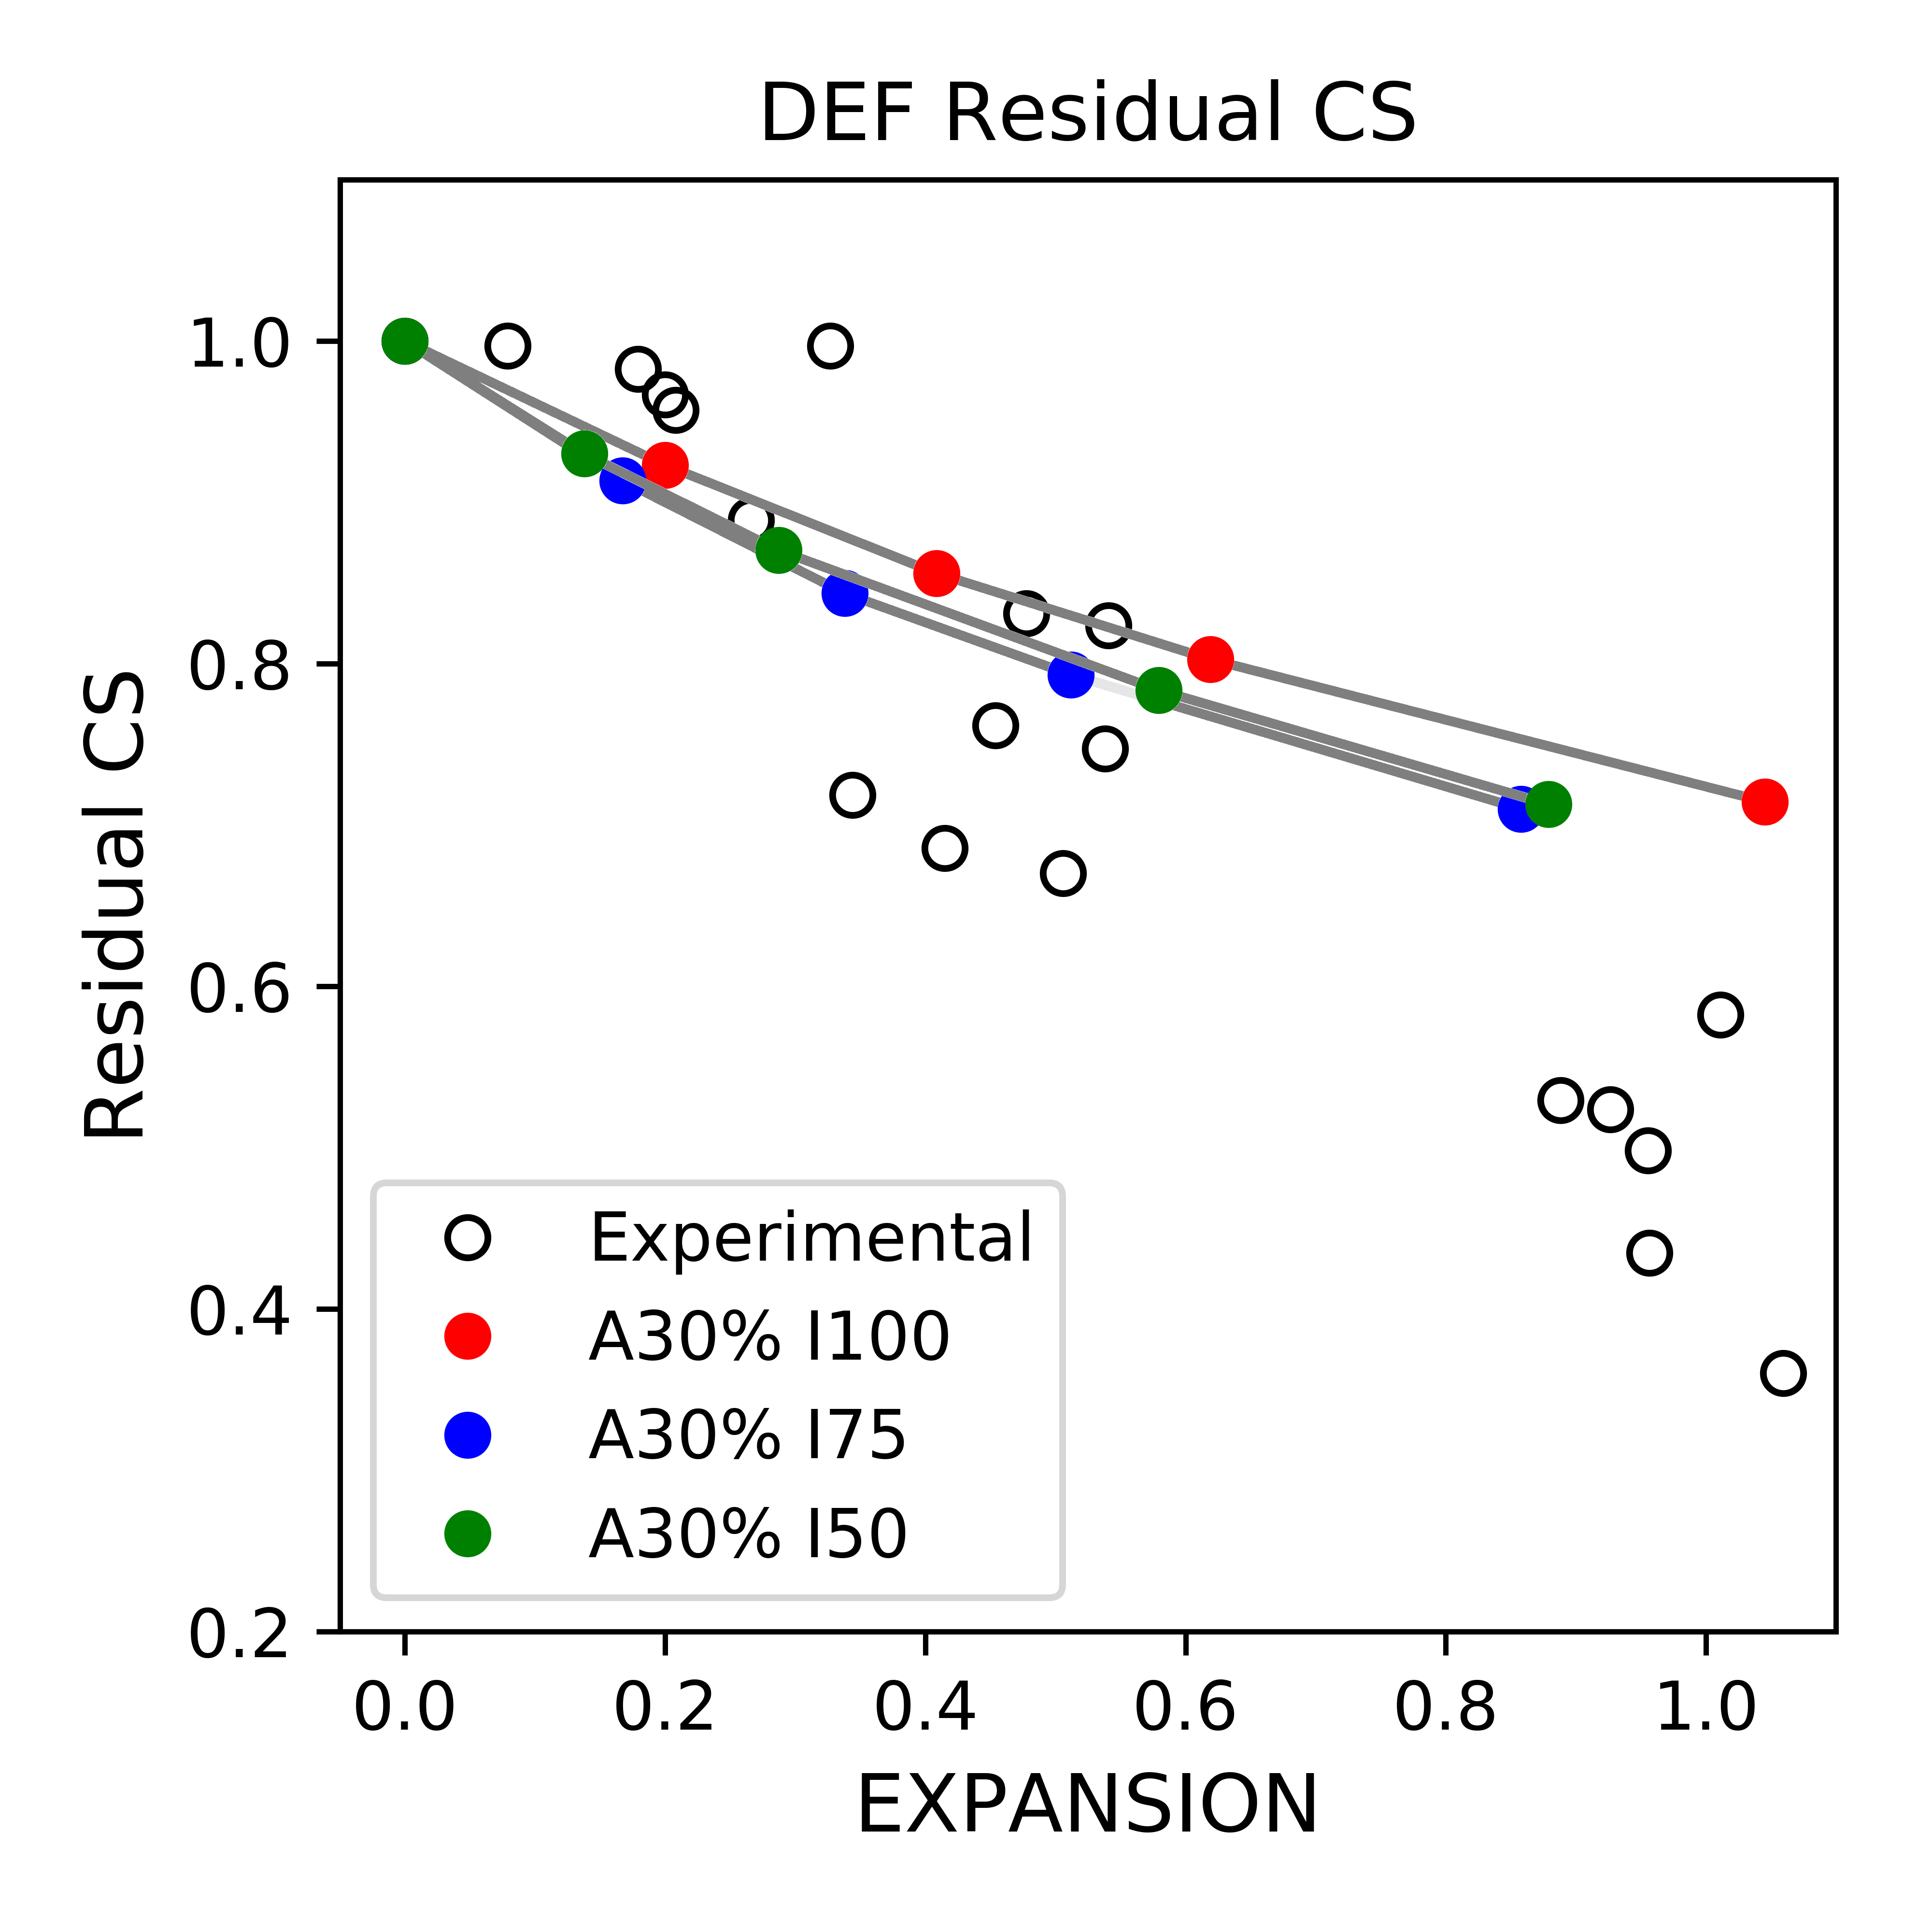 DEF Residual CS
1.0
0.8
0.6
0.4
0.2
Residual CS
Experimental
A30% I100
A30% I75
A30% I50
0.0 0.2 0.4 0.6 0.8 1.0
EXPANSION